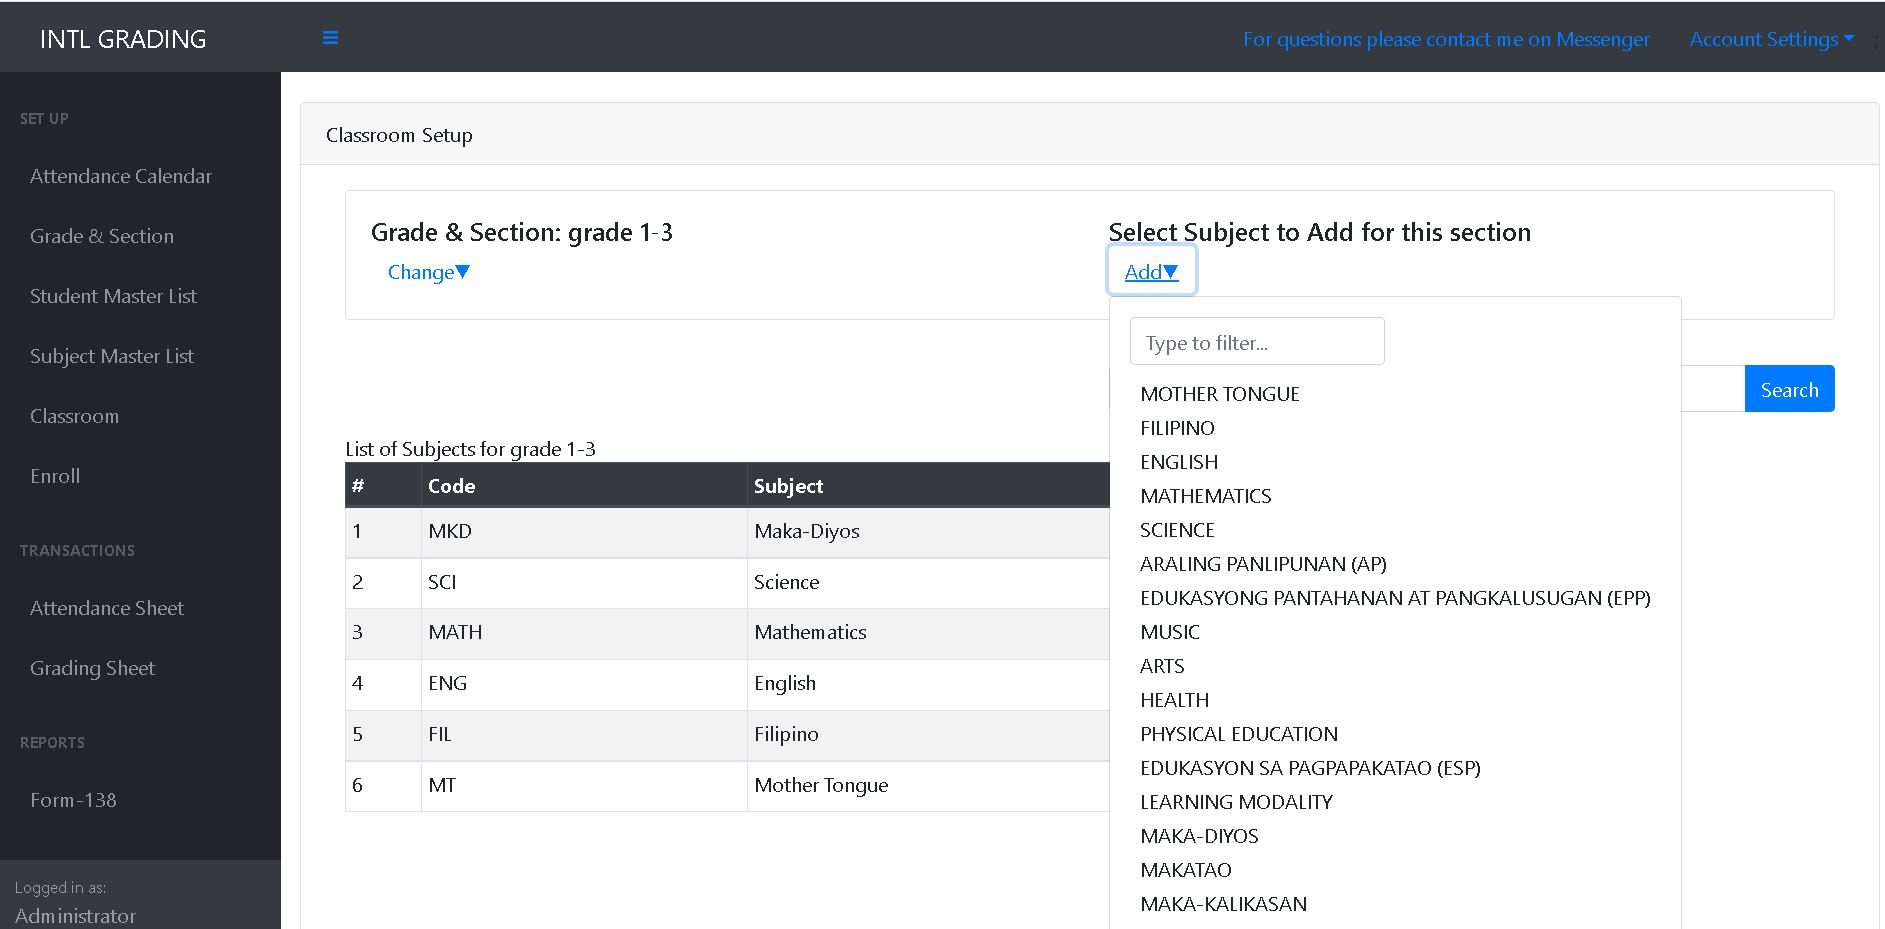 INTL GRADING
For questions please contact me on Messenger
Account Settings
;
SET UP
Attendance Calendar
Grade & Section
Student Master List
Subject Master List
Classroom
Enroll
TRANSACTIONS
Attendance Sheet
Grading Sheet
REPORTS
Form-138
Logged in as:
Administrator
Classroom Setup
Grade & Section: grade 1-3
Change▼
Select Subject to Add for this section
Add▼
Type to filter...
MOTHER TONGUE
FILIPINO
ENGLISH
MATHEMATICS
SCIENCE
ARALING PANLIPUNAN (AP)
EDUKASYONG PANTAHANAN AT PANGKALUSUGAN (EPP)
MUSIC
ARTS
HEALTH
PHYSICAL EDUCATION
EDUKASYON SA PAGPAPAKATAO (ESP)
LEARNING MODALITY
MAKA-DIYOS
MAKATAO
MAKA-KALIKASAN
Search
List of Subjects for grade 1-3
# Code Subject
1 MKD Maka-Diyos
2 SCI Science
3 MATH Mathematics
4 ENG English
5 FIL Filipino
6 MT Mother Tongue